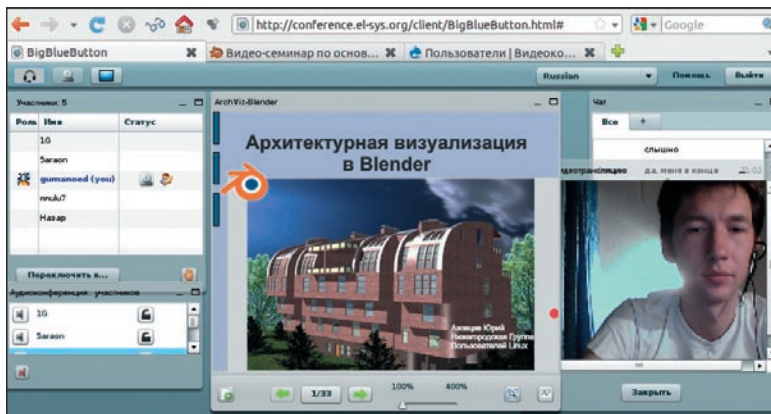 http://conference.el-sys.org/client/BigBlueButton.html#
Google
BigBlueButton
Видео-семинар по основ...
Пользователи | Видеоко...
Russian
Помощь
Выйти
Участники: 5
Роль Имя Статус
1G
Saraon
gumanoed (you)
nnulu7
Назар
Переключить в...
Аудиоконференция: участников
1G
Saraon
ArchViz-Blender
Архитектурная визуализация
в Blender
Азовцев Юрий
Нижегородская Группа
Пользователей Linux
1/33
100%
400%
Чат
Все +
слышно
да, меня в конце
Закрыть